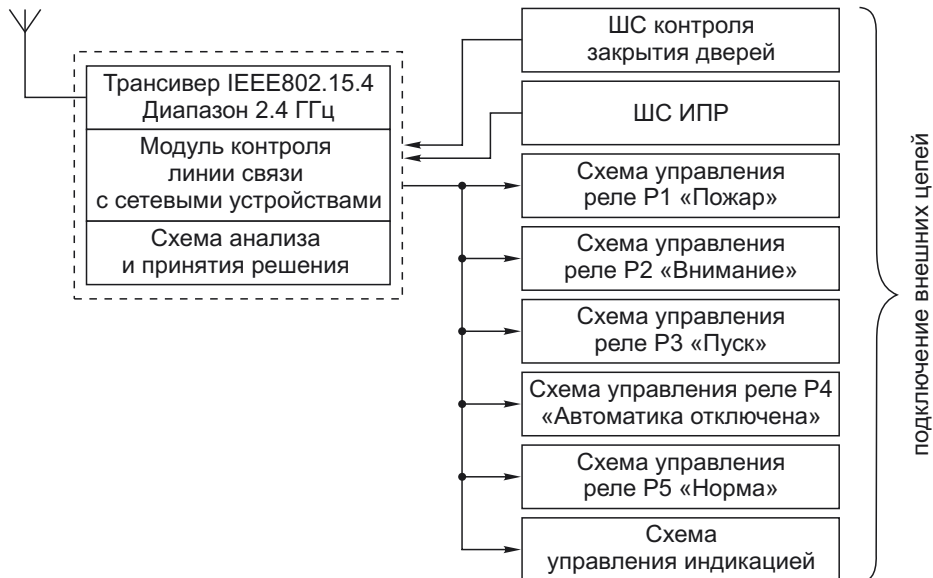 Трансивер IEEE802.15.4
Диапазон 2.4 ГГц
Модуль контроля
линии связи
с сетевыми устройствами
Схема анализа
и принятия решения
ШС контроля
закрытия дверей
ШС ИПР
Схема управления
реле Р1 «Пожар»
Схема управления
реле Р2 «Внимание»
Схема управления
реле Р3 «Пуск»
Схема управления реле Р4
«Автоматика отключена»
Схема управления
реле Р5 «Норма»
Схема
управления индикацией
подключение внешних цепей